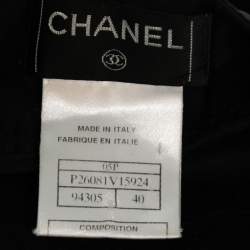 CHANEL
MADE IN ITALY
FABRIQUE EN ITALIE
05P
P26081V15924
94305 40
COMPOSITION